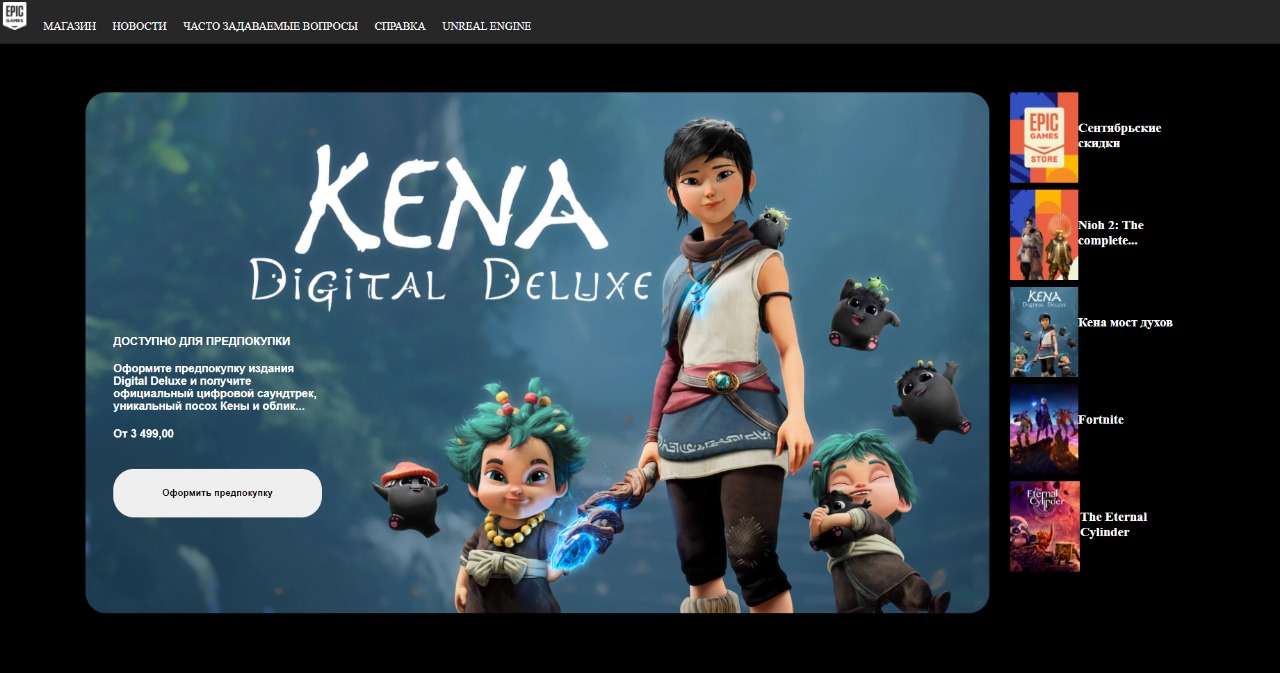 EPIC
GAMES
МАГАЗИН НОВОСТИ ЧАСТО ЗАДАВАЕМЫЕ ВОПРОСЫ СПРАВКА UNREAL ENGINE
KENA
DIGITAL DELUXE
ДОСТУПНО ДЛЯ ПРЕДПОКУПКИ
Оформите предпокупку издания
Digital Deluxe и получите
официальный цифровой саундтрек,
уникальный посох Кены и облик...
От 3 499,00
Оформить предпокупку
EPIC
GAMES
STORE
Сентябрьские
скидки
Nioh 2: The
complete...
KENA
DIGITAL DELUXE
Кена мост духов
Fortnite
The
Eternal
Cylinder
The Eternal
Cylinder